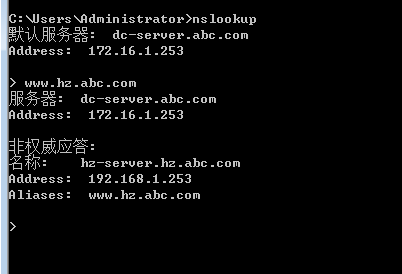 C:\Users\Administrator>nslookup
默认服务器:  dc-server.abc.com
Address:  172.16.1.253
> www.hz.abc.com
服务器:  dc-server.abc.com
Address:  172.16.1.253
非权威应答:
名称:    hz-server.hz.abc.com
Address:  192.168.1.253
Aliases:  www.hz.abc.com
>